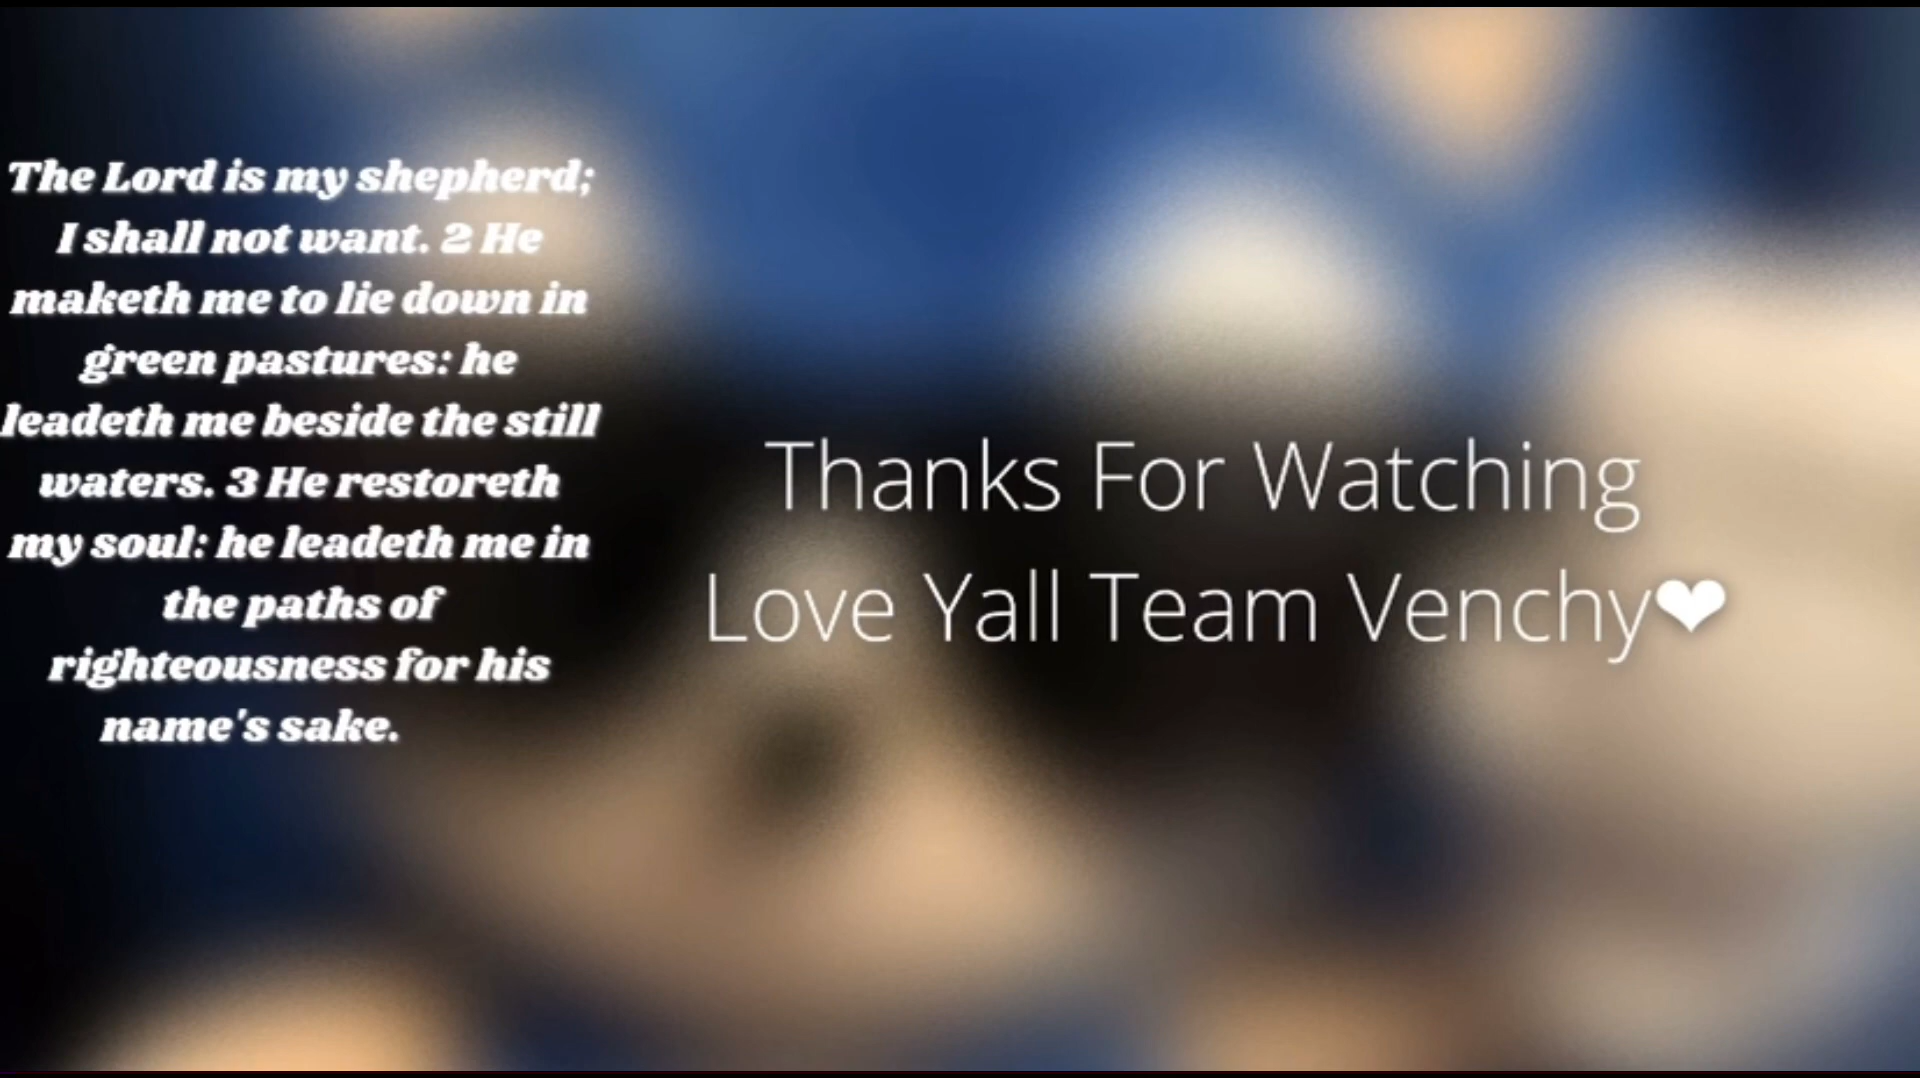 The Lord is my shepherd;
I shall not want. 2 He
maketh me to lie down in
green pastures: he
leadeth me beside the still
waters. 3 He restoreth
my soul: he leadeth me in
the paths of
righteousness for his
name's sake.
Thanks For Watching
Love Yall Team Venchy❤